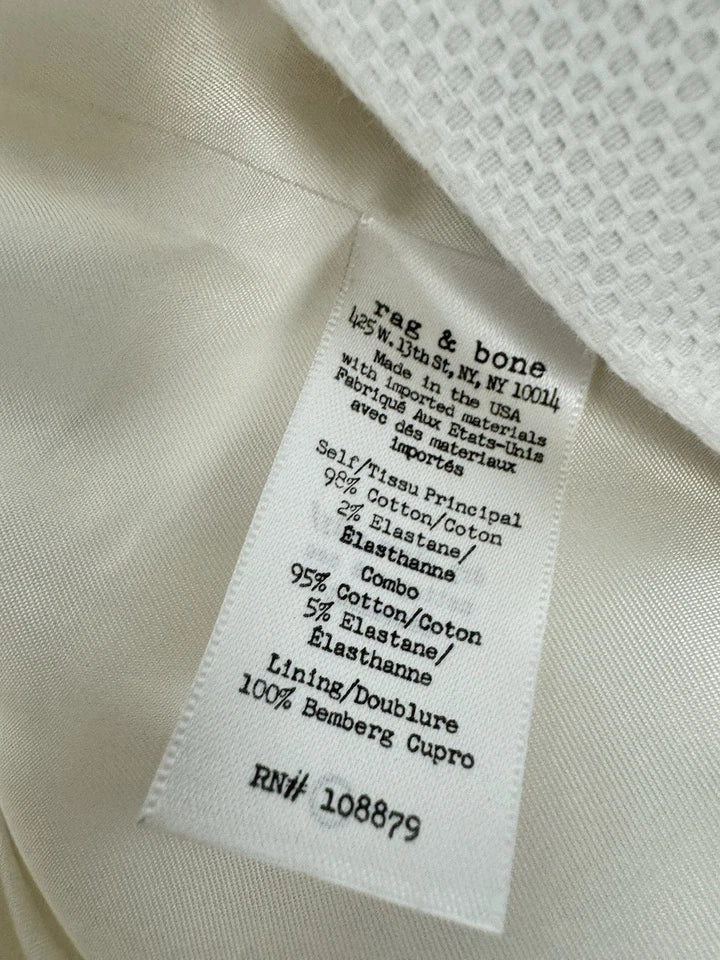 rag & bone
425 W. 13th St, NY, NY 10014
Made in the USA
with imported materials
Fabriqué Aux Etats-Unis
avec dés materiaux
importés
Self/Tissu Principal
98% Cotton/Coton
2% Elastane/
Élasthanne
Combo
95% Cotton/Coton
5% Elastane/
Élasthanne
Lining/Doublure
100% Bemberg Cupro
RN# 108879